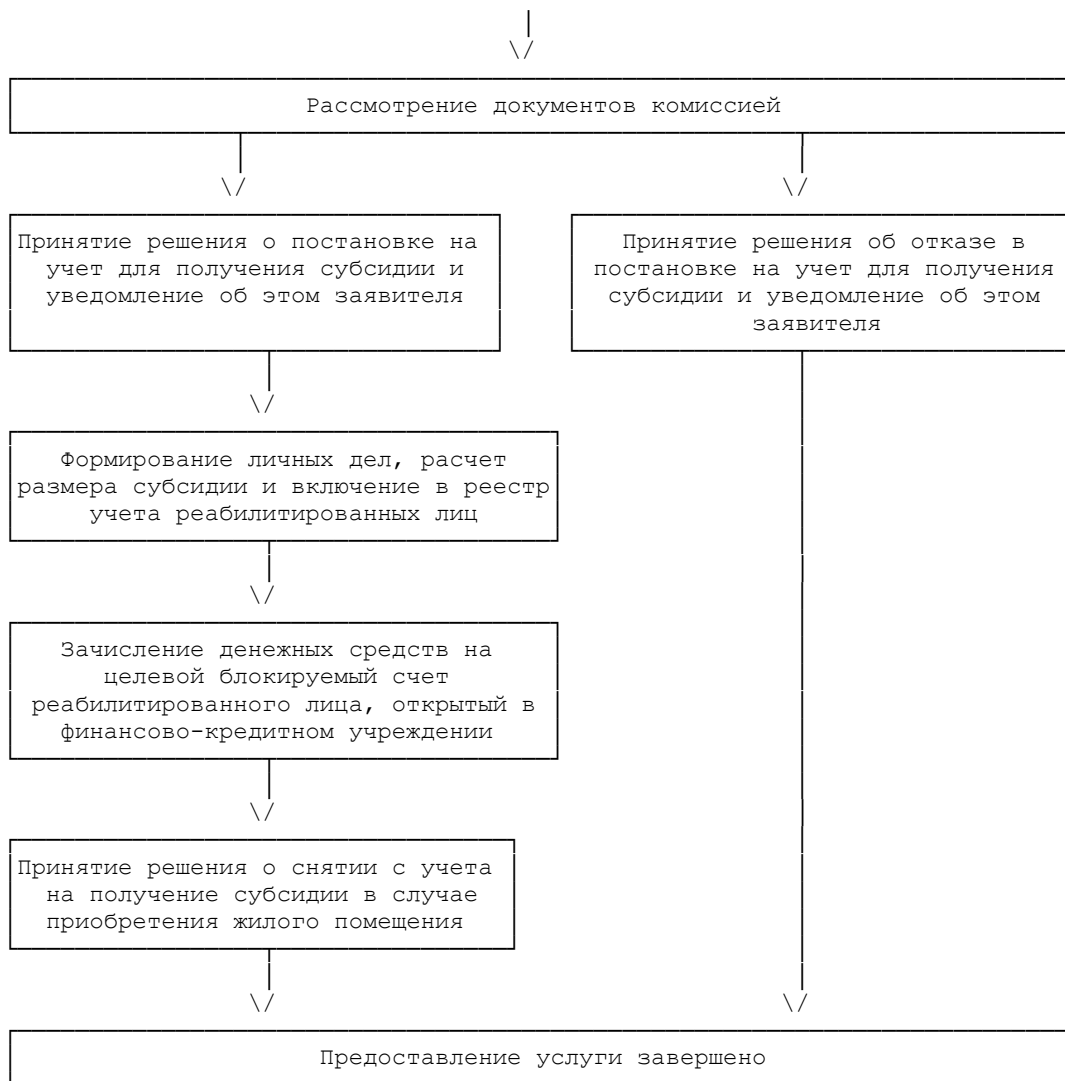 Рассмотрение документов комиссией
Принятие решения о постановке на
учет для получения субсидии и
уведомление об этом заявителя
Принятие решения об отказе в
постановке на учет для получения
субсидии и уведомление об этом
заявителя
Формирование личных дел, расчет
размера субсидии и включение в реестр
учета реабилитированных лиц
Зачисление денежных средств на
целевой блокируемый счет
реабилитированного лица, открытый в
финансово-кредитном учреждении
Принятие решения о снятии с учета
на получение субсидии в случае
приобретения жилого помещения
Предоставление услуги завершено